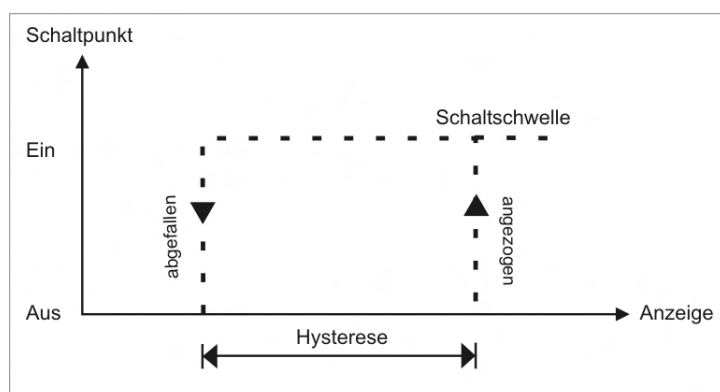 Schaltpunkt
Schaltschwelle
Ein
abgefallen
angezogen
Aus
Anzeige
Hysterese